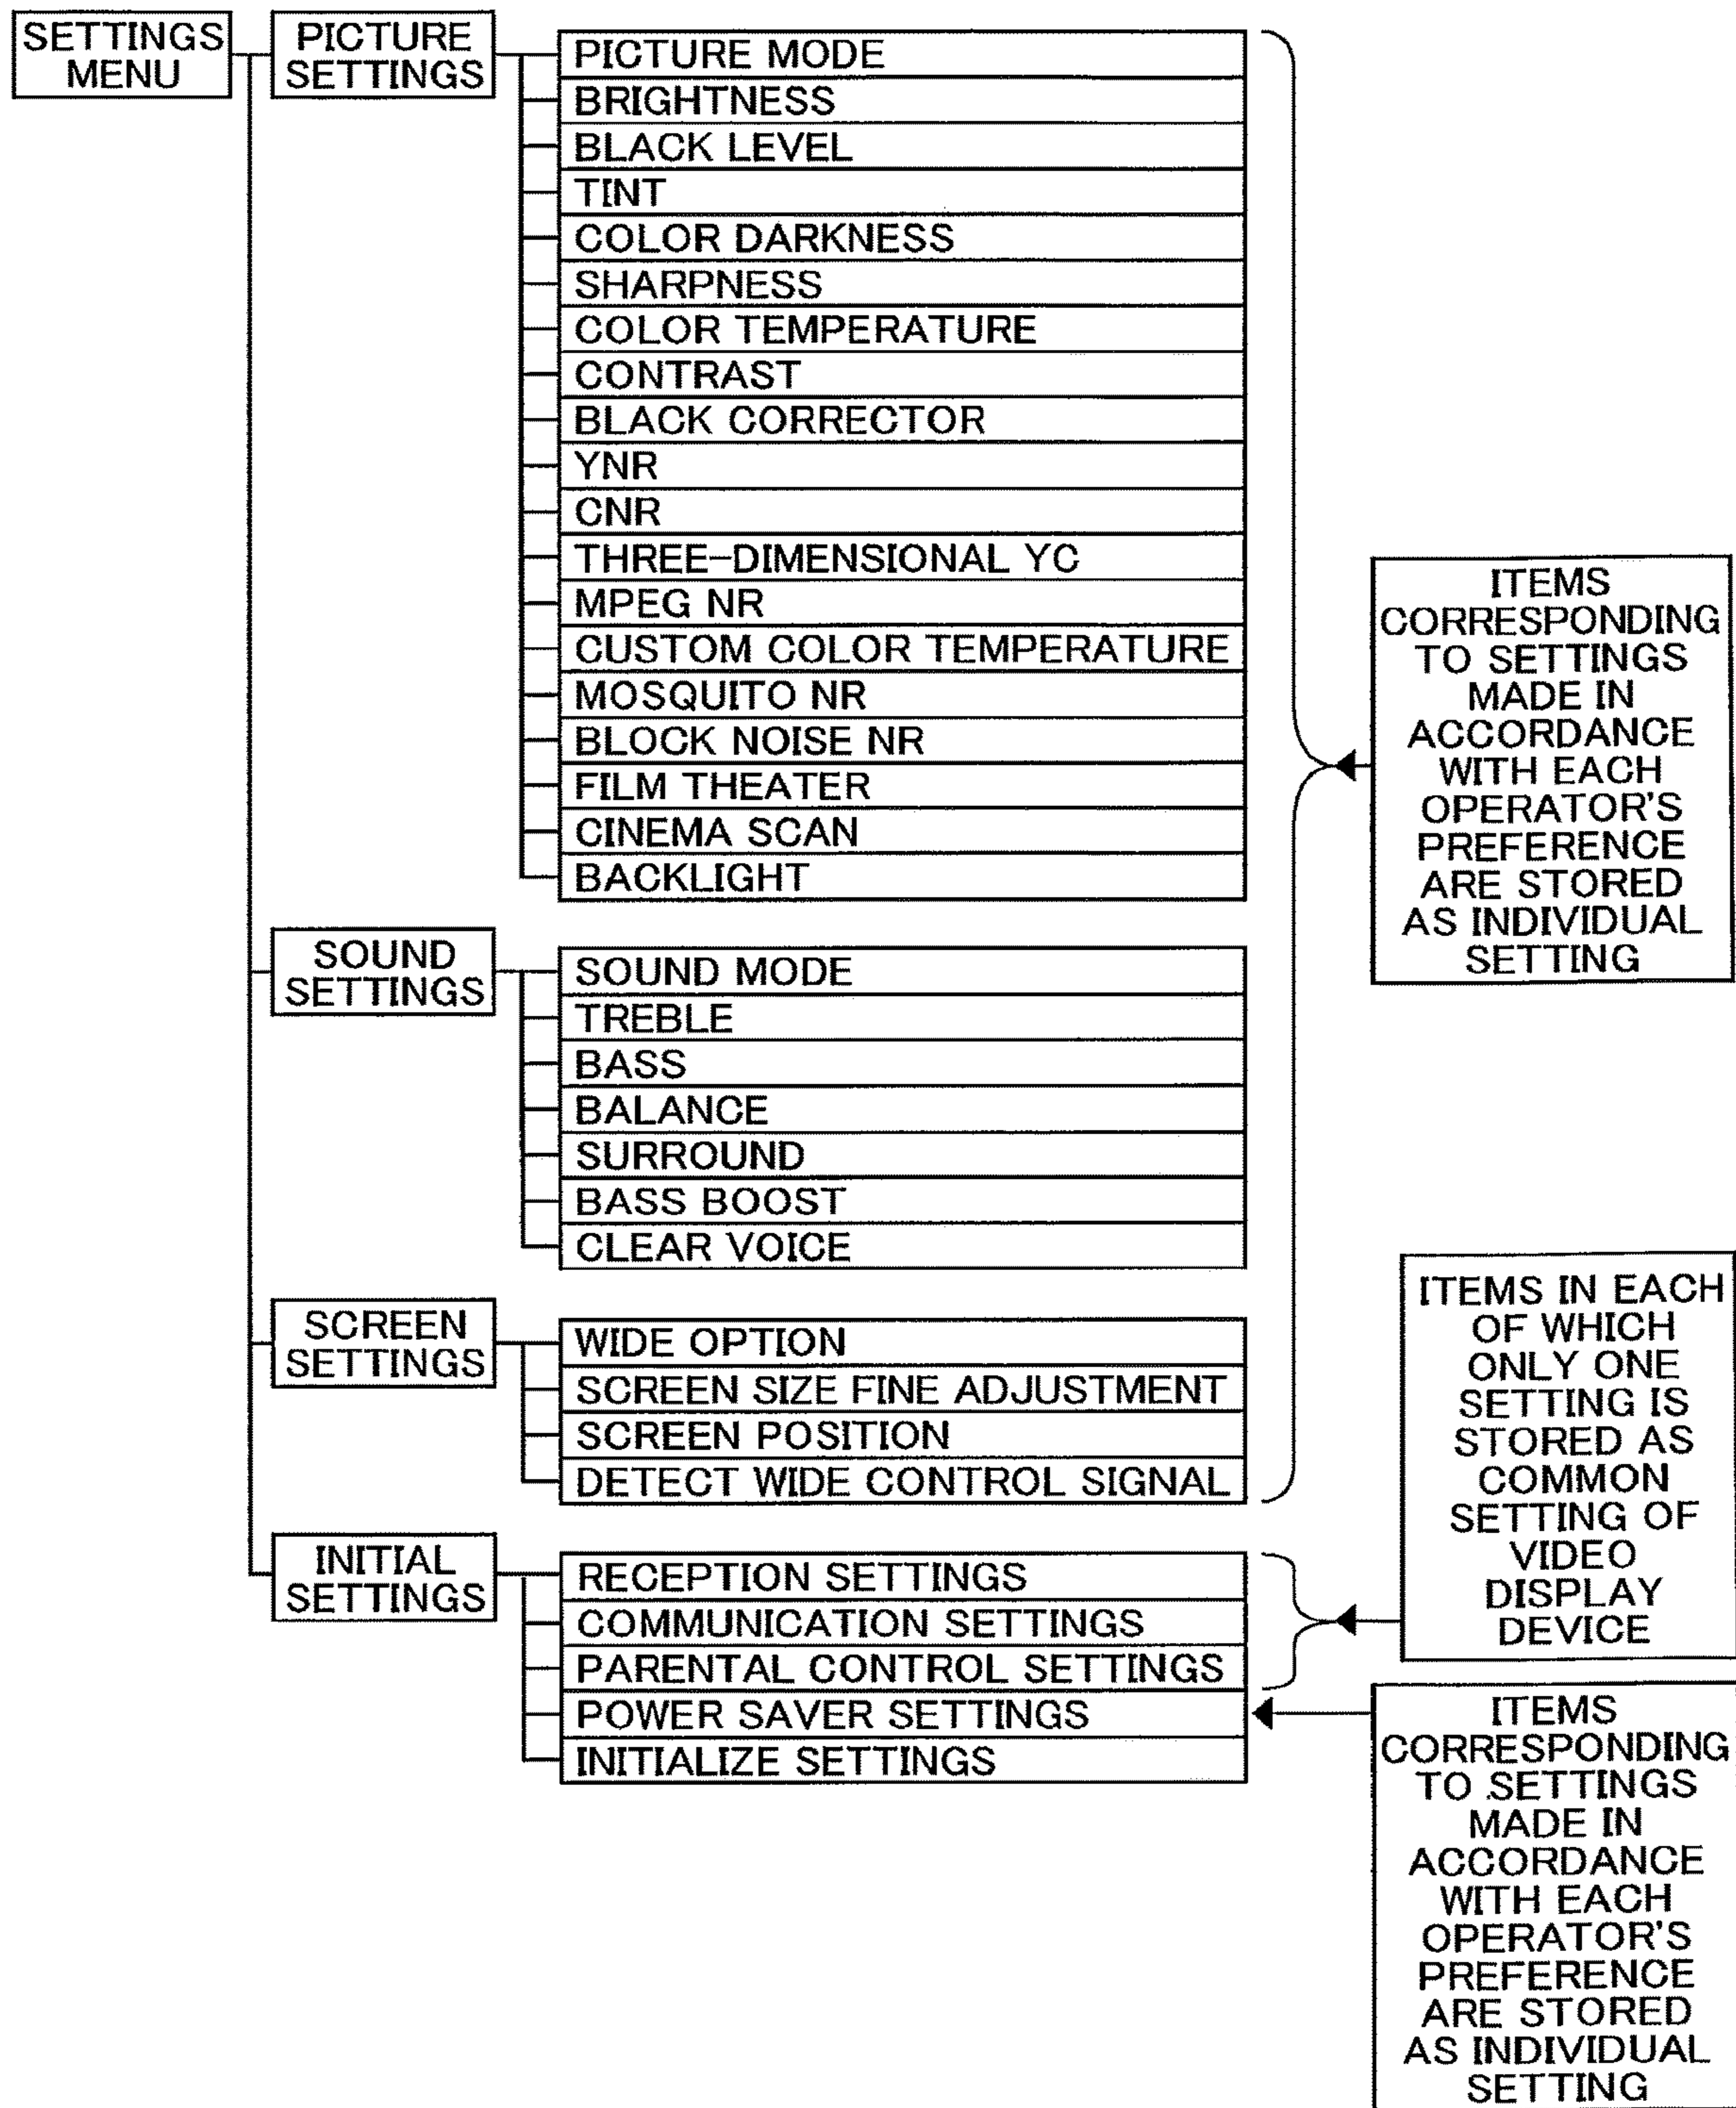 SETTINGS
MENU
PICTURE
SETTINGS
PICTURE MODE
BRIGHTNESS
BLACK LEVEL
TINT
COLOR DARKNESS
SHARPNESS
COLOR TEMPERATURE
CONTRAST
BLACK CORRECTOR
YNR
CNR
THREE-DIMENSIONAL YC
MPEG NR
CUSTOM COLOR TEMPERATURE
MOSQUITO NR
BLOCK NOISE NR
FILM THEATER
CINEMA SCAN
BACKLIGHT
SOUND
SETTINGS
SOUND MODE
TREBLE
BASS
BALANCE
SURROUND
BASS BOOST
CLEAR VOICE
SCREEN
SETTINGS
WIDE OPTION
SCREEN SIZE FINE ADJUSTMENT
SCREEN POSITION
DETECT WIDE CONTROL SIGNAL
ITEMS
CORRESPONDING
TO SETTINGS
MADE IN
ACCORDANCE
WITH EACH
OPERATOR'S
PREFERENCE
ARE STORED
AS INDIVIDUAL
SETTING
INITIAL
SETTINGS
RECEPTION SETTINGS
COMMUNICATION SETTINGS
PARENTAL CONTROL SETTINGS
POWER SAVER SETTINGS
INITIALIZE SETTINGS
ITEMS IN EACH
OF WHICH
ONLY ONE
SETTING IS
STORED AS
COMMON
SETTING OF
VIDEO
DISPLAY
DEVICE
ITEMS
CORRESPONDING
TO SETTINGS
MADE IN
ACCORDANCE
WITH EACH
OPERATOR'S
PREFERENCE
ARE STORED
AS INDIVIDUAL
SETTING